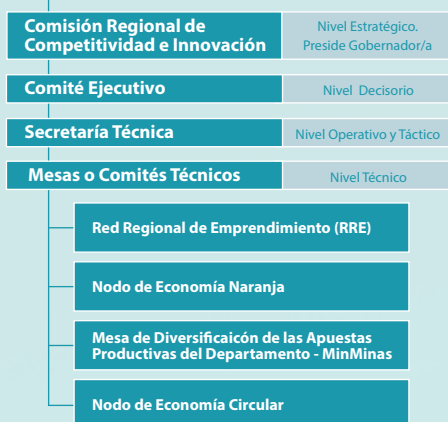 Comisión Regional de
Competitividad e Innovación
Nivel Estratégico.
Preside Gobernador/a
Comité Ejecutivo
Nivel Decisorio
Secretaría Técnica
Nivel Operativo y Táctico
Mesas o Comités Técnicos
Nivel Técnico
Red Regional de Emprendimiento (RRE)
Nodo de Economía Naranja
Mesa de Diversificaicón de las Apuestas
Productivas del Departamento - MinMinas
Nodo de Economía Circular